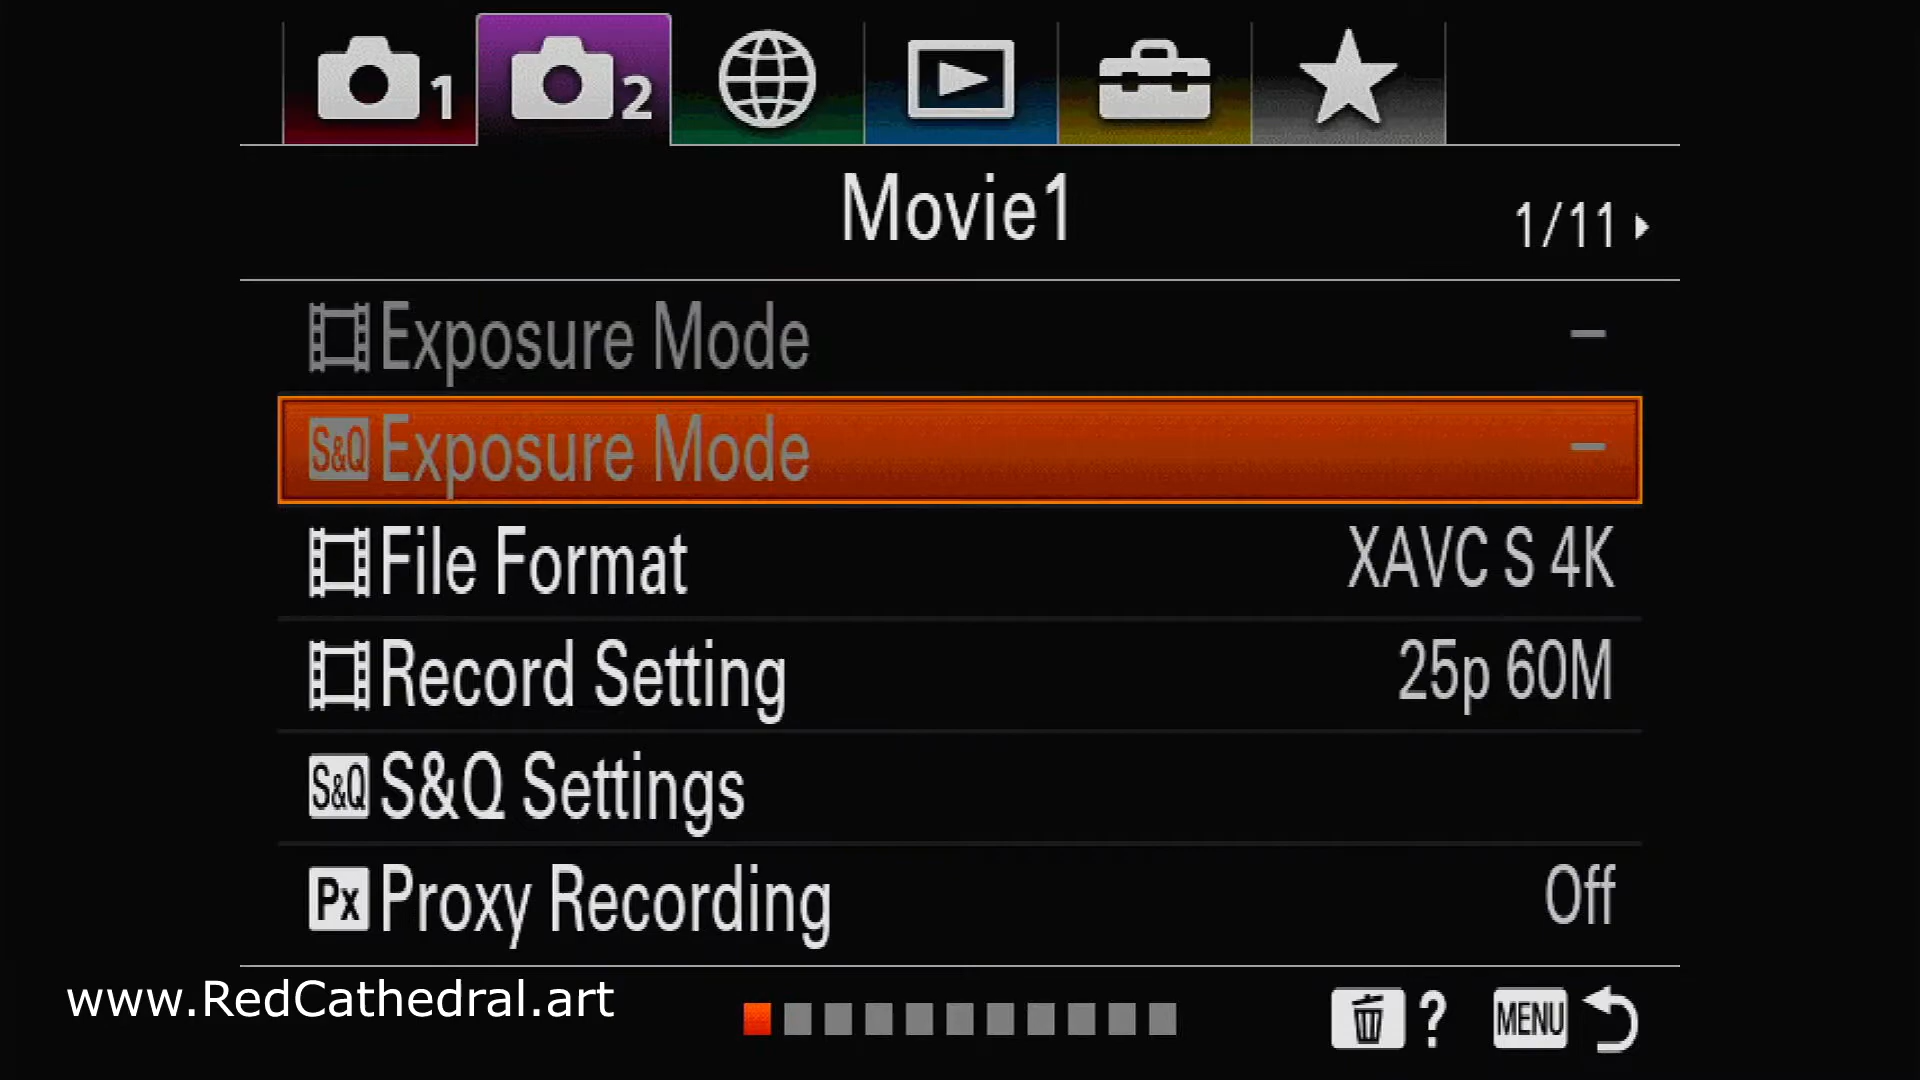 1 2
Movie1
1/11
Exposure Mode –
S&Q Exposure Mode –
File Format XAVC S 4K
Record Setting 25p 60M
S&Q S&Q Settings
Px Proxy Recording Off
www.RedCathedral.art
? MENU